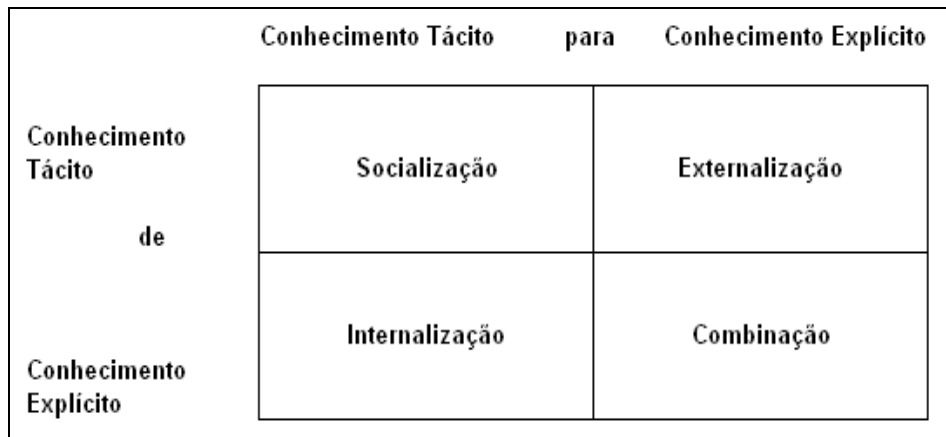 Conhecimento Tácito para Conhecimento Explícito
Conhecimento
Tácito
Socialização Externalização
de
Internalização Combinação
Conhecimento
Explícito